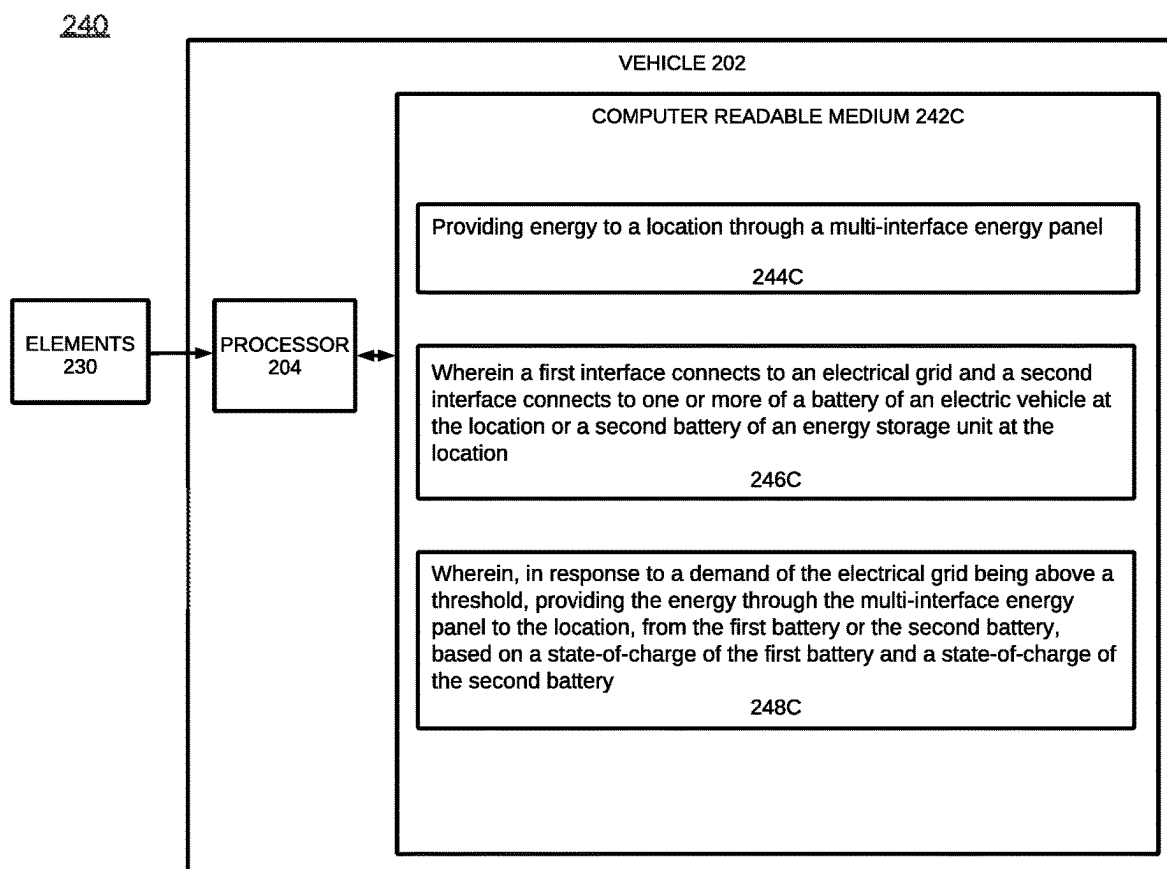 240
VEHICLE 202
COMPUTER READABLE MEDIUM 242C
Providing energy to a location through a multi-interface energy panel
244C
ELEMENTS
230
PROCESSOR
204
Wherein a first interface connects to an electrical grid and a second
interface connects to one or more of a battery of an electric vehicle at
the location or a second battery of an energy storage unit at the
location
246C
Wherein, in response to a demand of the electrical grid being above a
threshold, providing the energy through the multi-interface energy
panel to the location, from the first battery or the second battery,
based on a state-of-charge of the first battery and a state-of-charge of
the second battery
248C